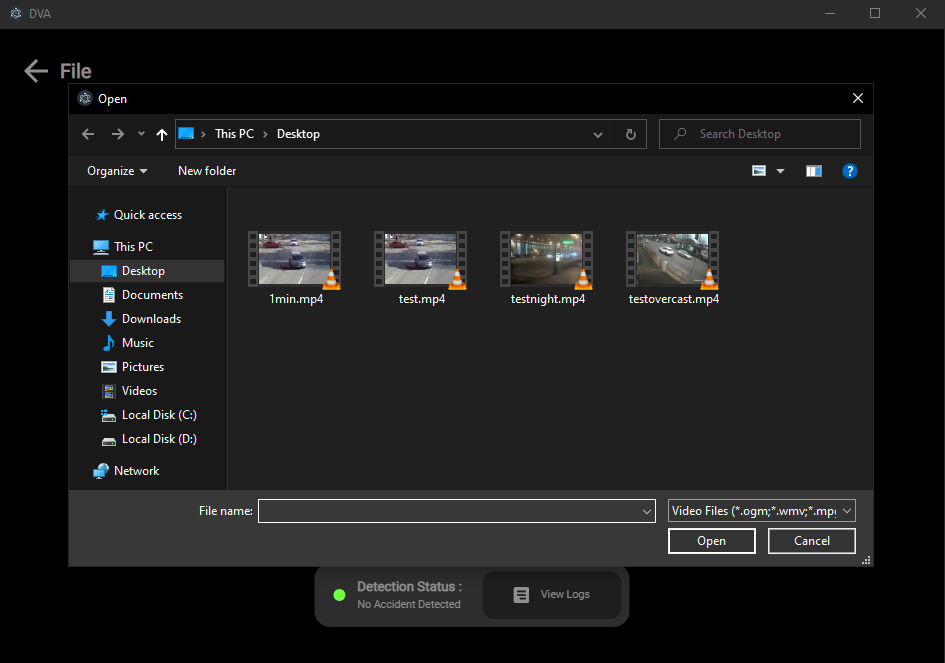 DVA
File
Open
This PC
Desktop
Search Desktop
Organize
New folder
?
Quick access
This PC
Desktop
Documents
Downloads
Music
Pictures
Videos
Local Disk (C:)
Local Disk (D:)
Network
1min.mp4
test.mp4
testnight.mp4
testovercast.mp4
File name:
Video Files (*.ogm;*.wmv;*.mp
Open
Cancel
Detection Status :
No Accident Detected
View Logs